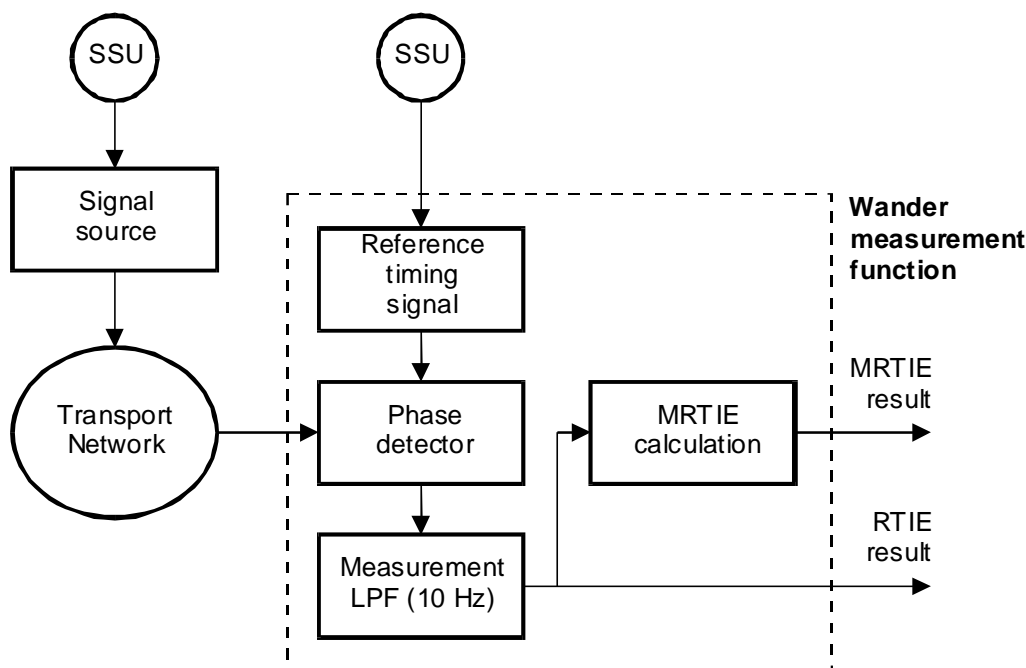 SSU
SSU
Signal
source
Reference
timing
signal
Wander
measurement
function
Transport
Network
Phase
detector
MRTIE
calculation
MRTIE
result
Measurement
LPF (10 Hz)
RTIE
result